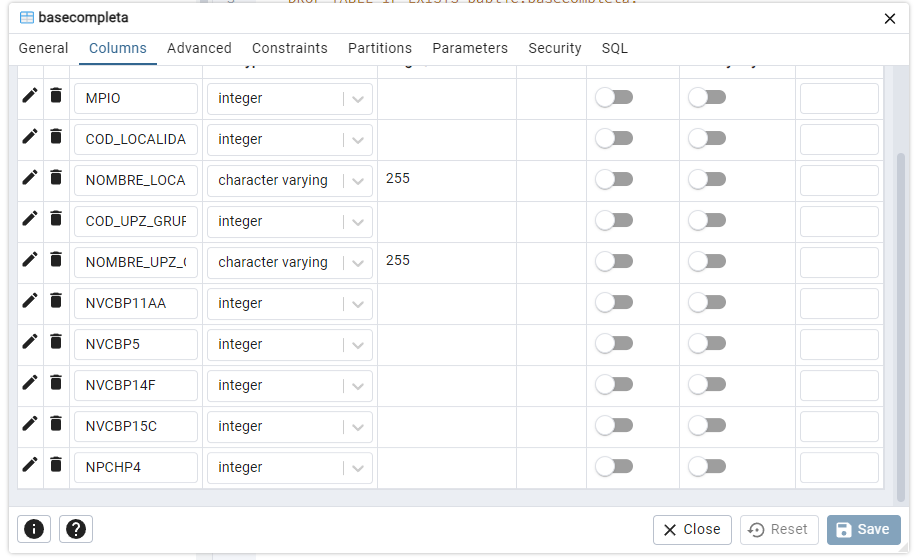 basecompleta
General Columns Advanced Constraints Partitions Parameters Security SQL
MPIO integer
COD_LOCALIDA integer
NOMBRE_LOCA character varying 255
COD_UPZ_GRUF integer
NOMBRE_UPZ_( character varying 255
NVCBP11AA integer
NVCBP5 integer
NVCBP14F integer
NVCBP15C integer
NPCHP4 integer
Close Reset Save